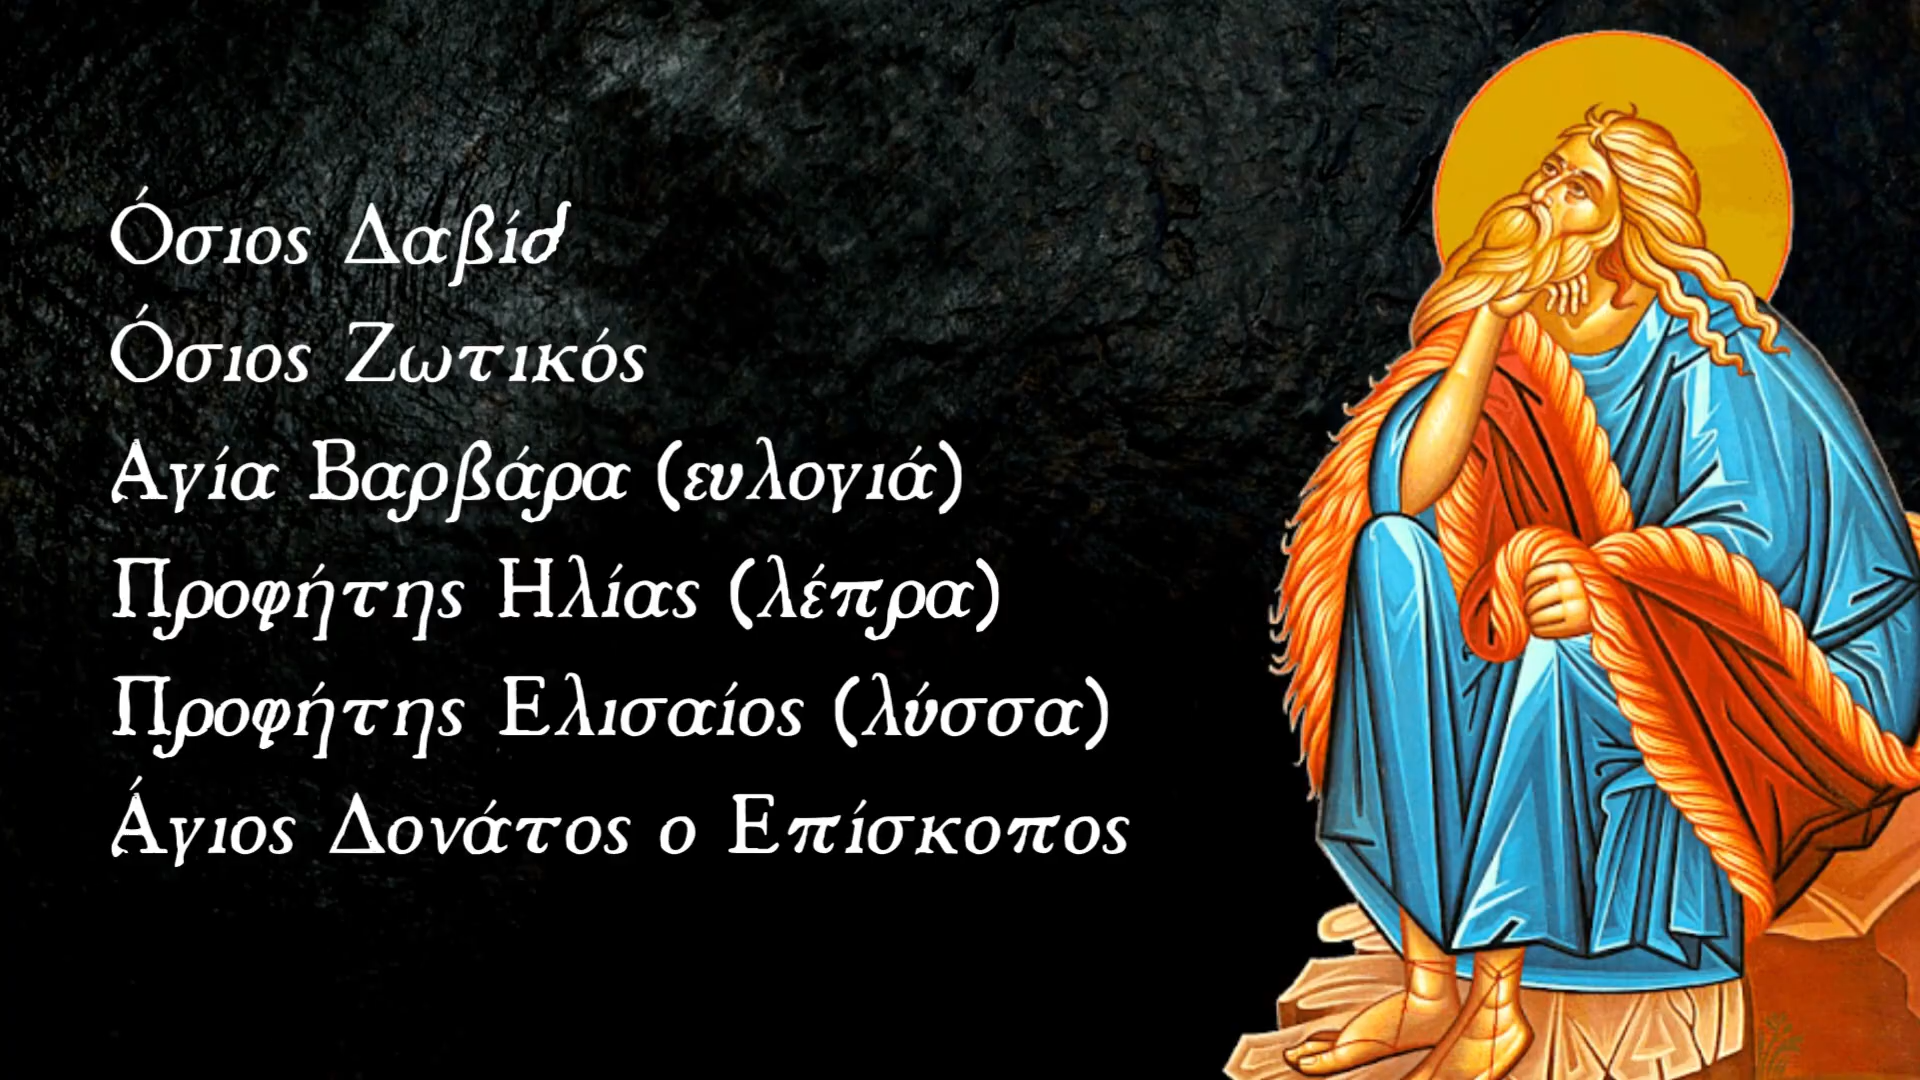 Όσιος Δαβίδ
Όσιος Ζωτικός
Αγία Βαρβάρα (ευλογιά)
Προφήτης Ηλίας (λέπρα)
Προφήτης Ελισαίος (λύσσα)
Άγιος Δονάτος ο Επίσκοπος